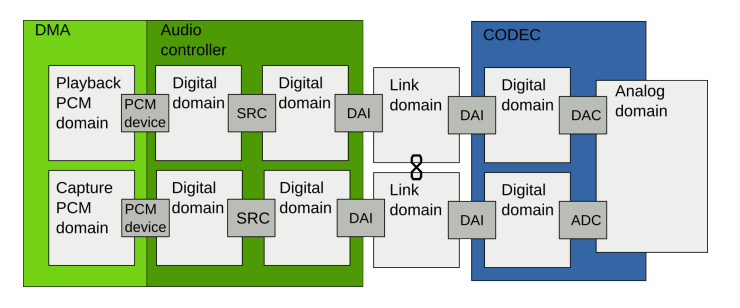 DMA
Audio
controller
CODEC
Playback
PCM
domain
PCM
device
Digital
domain
SRC
Digital
domain
DAI
Link
domain
DAI
Digital
domain
DAC
Analog
domain
Capture
PCM
domain
PCM
device
Digital
domain
SRC
Digital
domain
DAI
Link
domain
DAI
Digital
domain
ADC